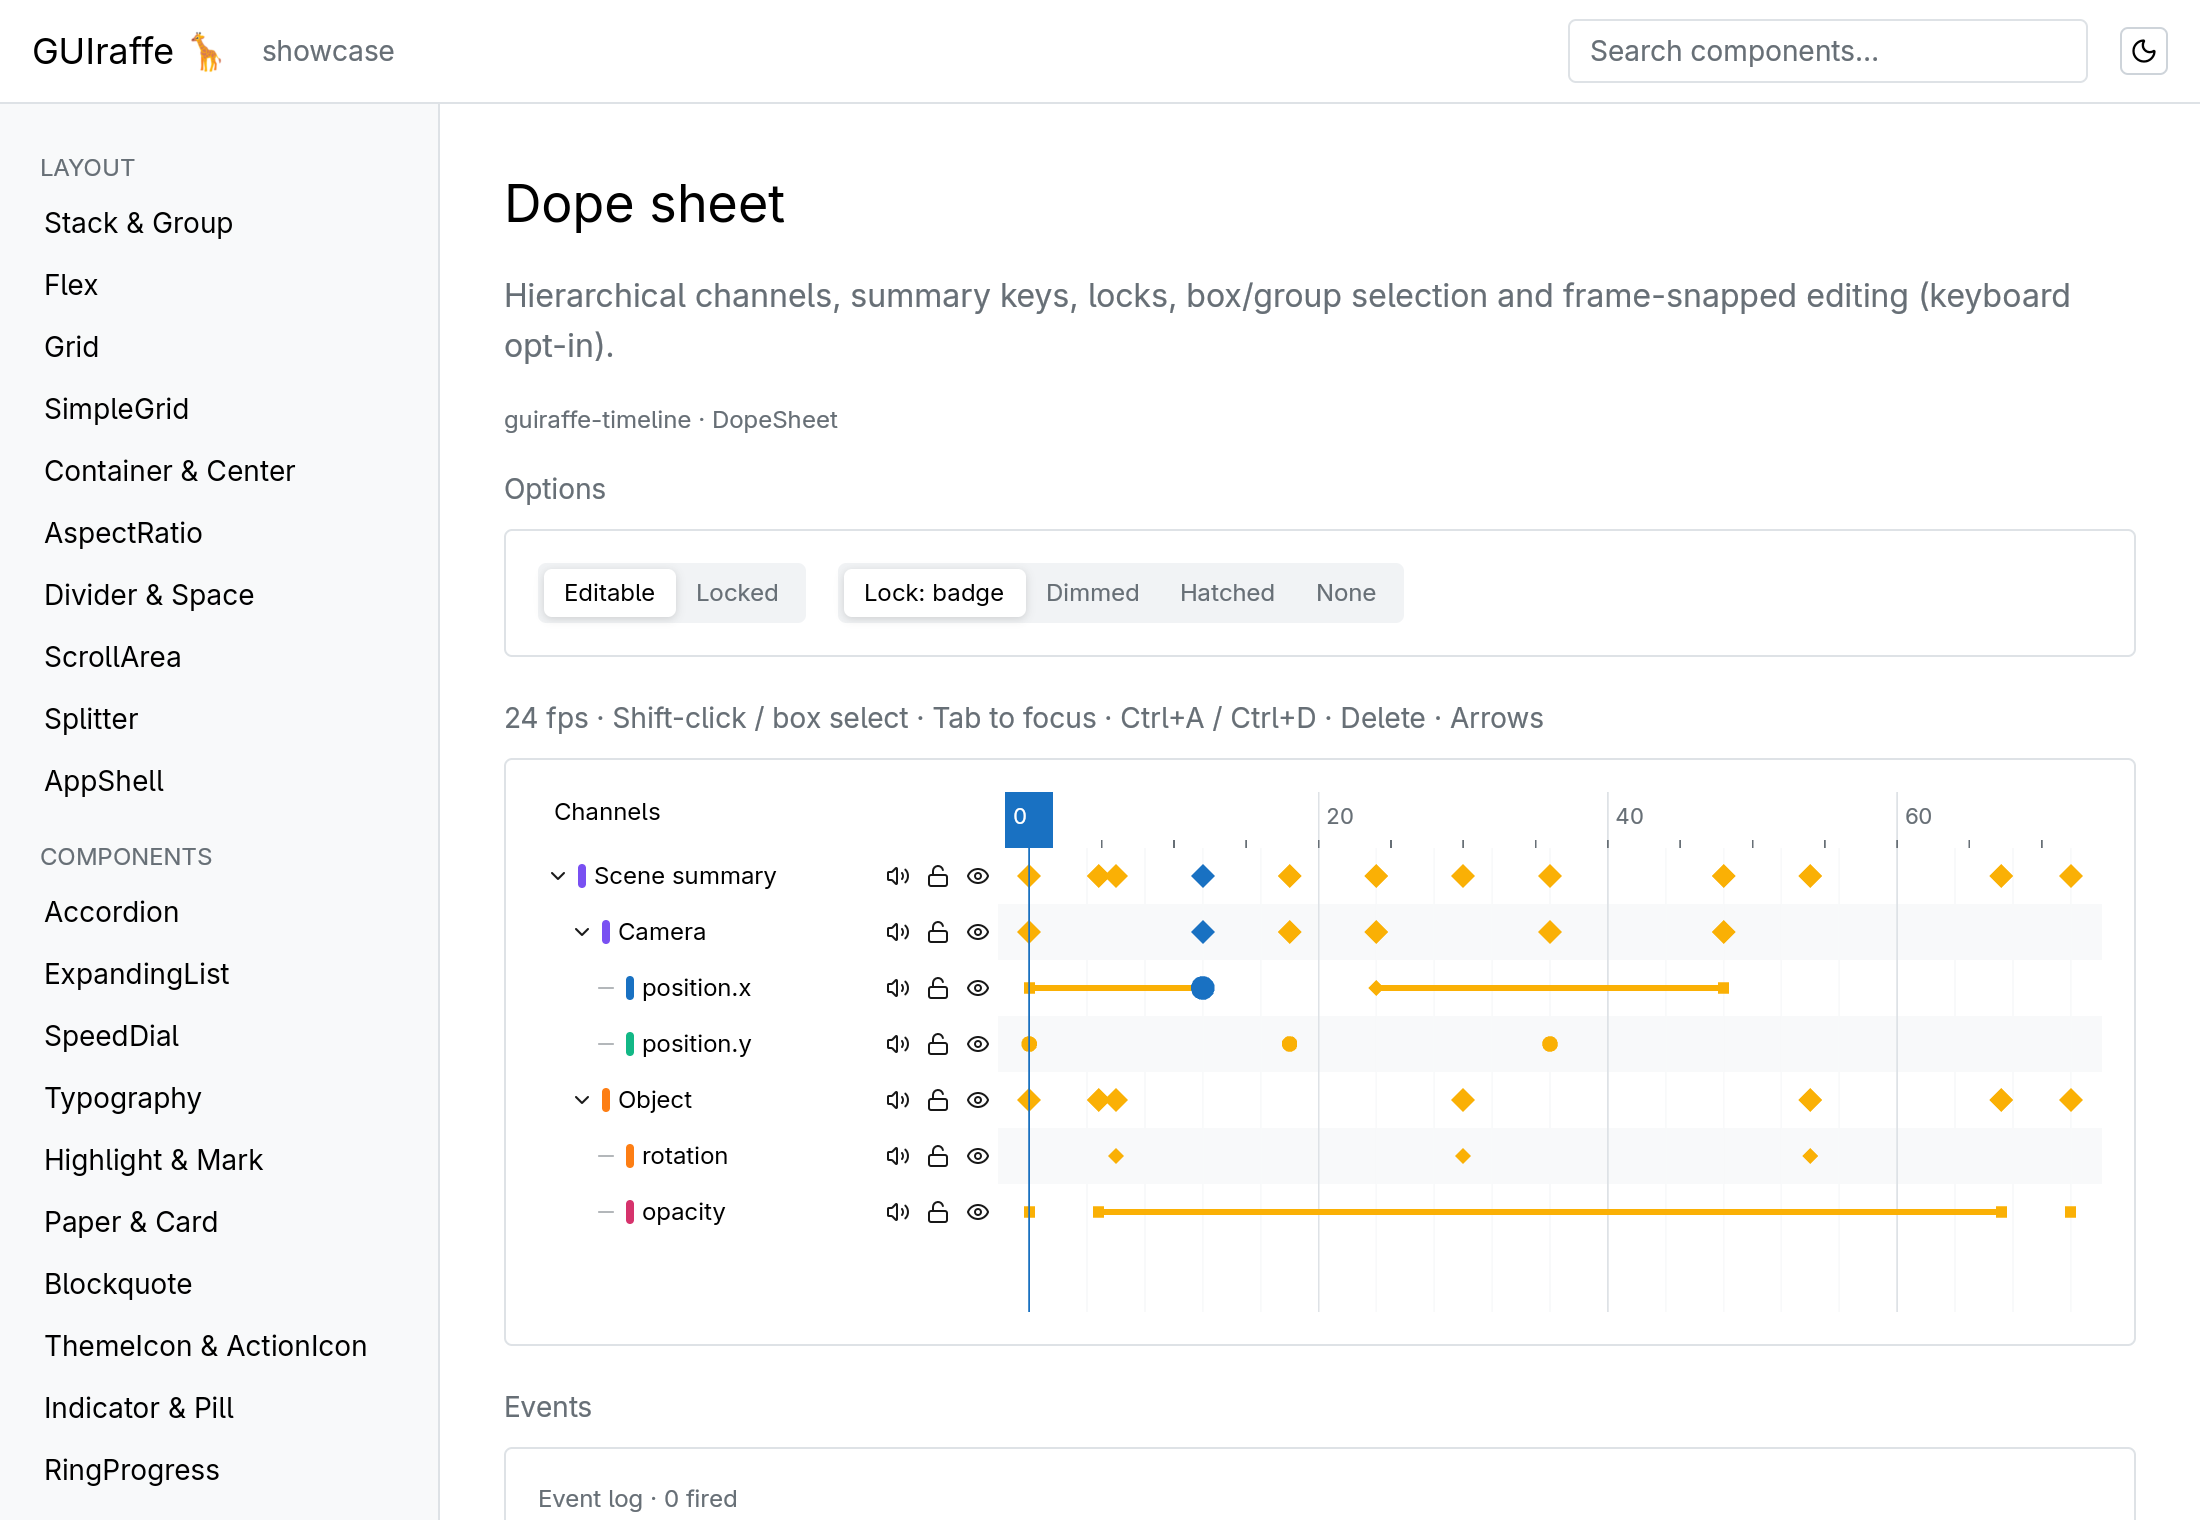 GUIraffe 🦒 showcase
Search components...
LAYOUT
Stack & Group
Flex
Grid
SimpleGrid
Container & Center
AspectRatio
Divider & Space
ScrollArea
Splitter
AppShell
COMPONENTS
Accordion
ExpandingList
SpeedDial
Typography
Highlight & Mark
Paper & Card
Blockquote
ThemeIcon & ActionIcon
Indicator & Pill
RingProgress
Dope sheet
Hierarchical channels, summary keys, locks, box/group selection and frame-snapped editing (keyboard
opt-in).
guiraffe-timeline · DopeSheet
Options
Editable Locked Lock: badge Dimmed Hatched None
24 fps · Shift-click / box select · Tab to focus · Ctrl+A / Ctrl+D · Delete · Arrows
Channels 0 20 40 60
Scene summary
Camera
position.x
position.y
Object
rotation
opacity
Events
Event log · 0 fired